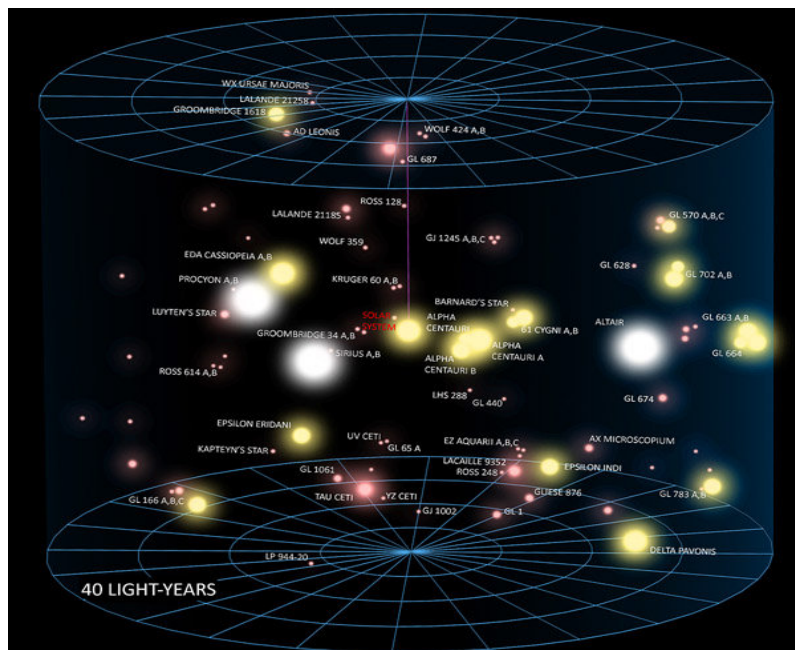 WX URSAE MAJORIS
LALANDE 21258
GROOMBRIDGE 1618
AD LEONIS
WOLF 424 A,B
GL 687
ROSS 128
LALANDE 21185
WOLF 359
GJ 1245 A,B,C
GL 570 A,B,C
EDA CASSIOPEIA A,B
GL 628
GL 702 A,B
PROCYON A,B
KRUGER 60 A,B
BARNARD'S STAR
LUYTEN'S STAR
SOLAR
SYSTEM
ALPHA
CENTAURI
61 CYGNI A,B
ALTAIR
GL 663 A,B
GROOMBRIDGE 34 A,B
SIRIUS A,B
ALPHA
CENTAURI A
GL 664
ROSS 614 A,B
ALPHA
CENTAURI B
LHS 288
GL 440
GL 674
EPSILON ERIDANI
UV CETI
GL 65 A
EZ AQUARII A,B,C
AX MICROSCOPIUM
KAPTEYN'S STAR
LACAILLE 9352
ROSS 248
EPSILON INDI
GL 1061
TAU CETI
YZ CETI
GLIESE 876
GL 166 A,B,C
GL 783 A,B
GJ 1002
GL 1
DELTA PAVONIS
LP 944-20
40 LIGHT-YEARS